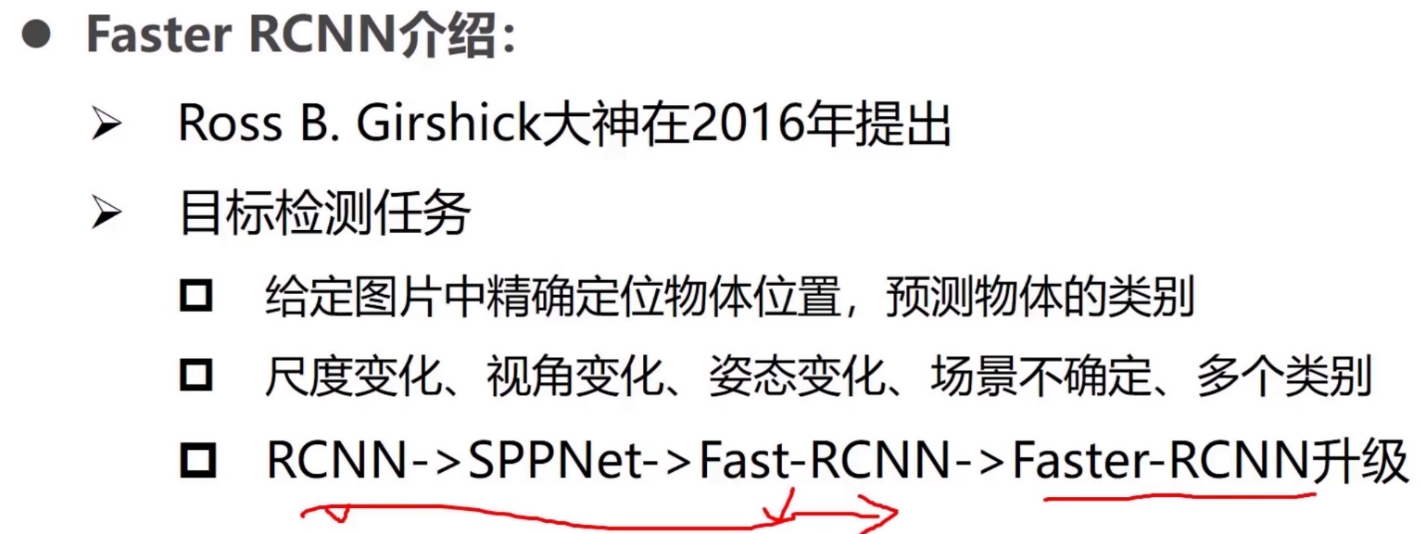 Faster RCNN介绍：
Ross B. Girshick大神在2016年提出
目标检测任务
给定图片中精确定位物体位置，预测物体的类别
尺度变化、视角变化、姿态变化、场景不确定、多个类别
RCNN->SPPNet->Fast-RCNN->Faster-RCNN升级